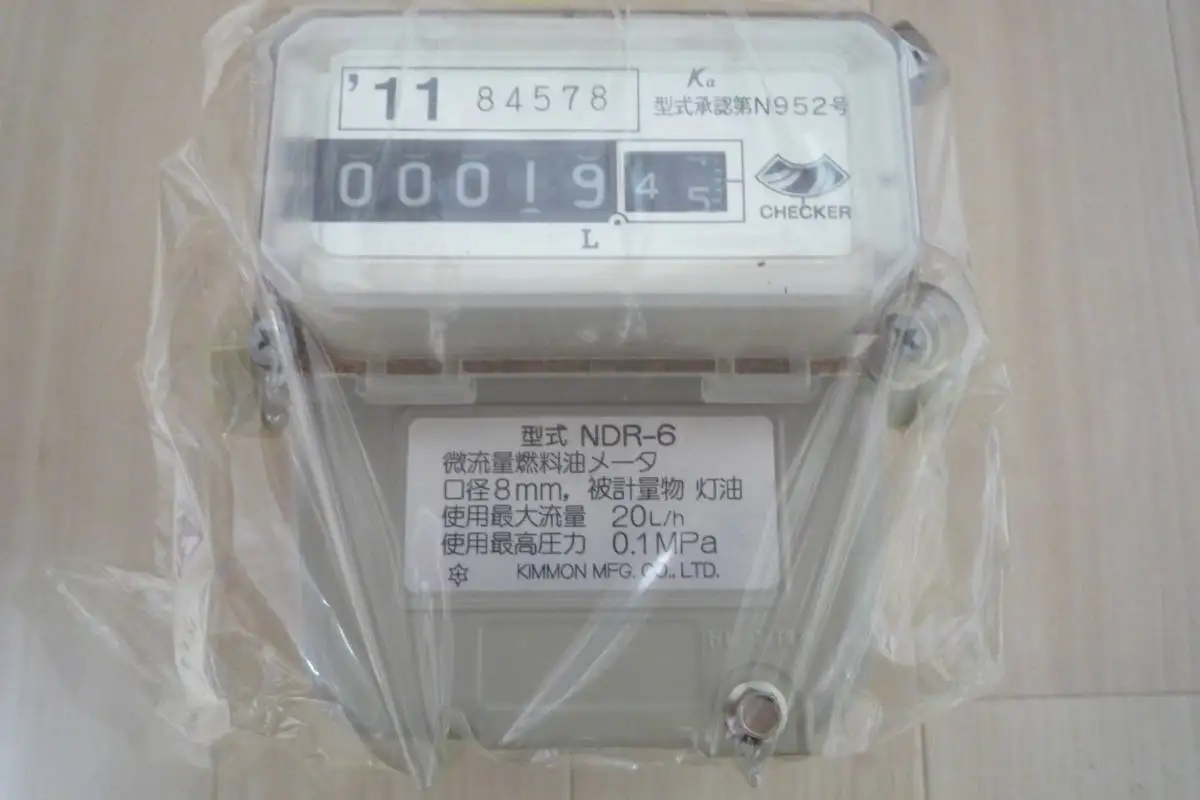 '11 84578
Ka
型式承認第N952号
00019 45
CHECKER
L
型式 NDR-6
微流量燃料油メータ
口径8mm, 被計量物 灯油
使用最大流量 20L/h
使用最高圧力 0.1MPa
KIMMON MFG. CO., LTD.